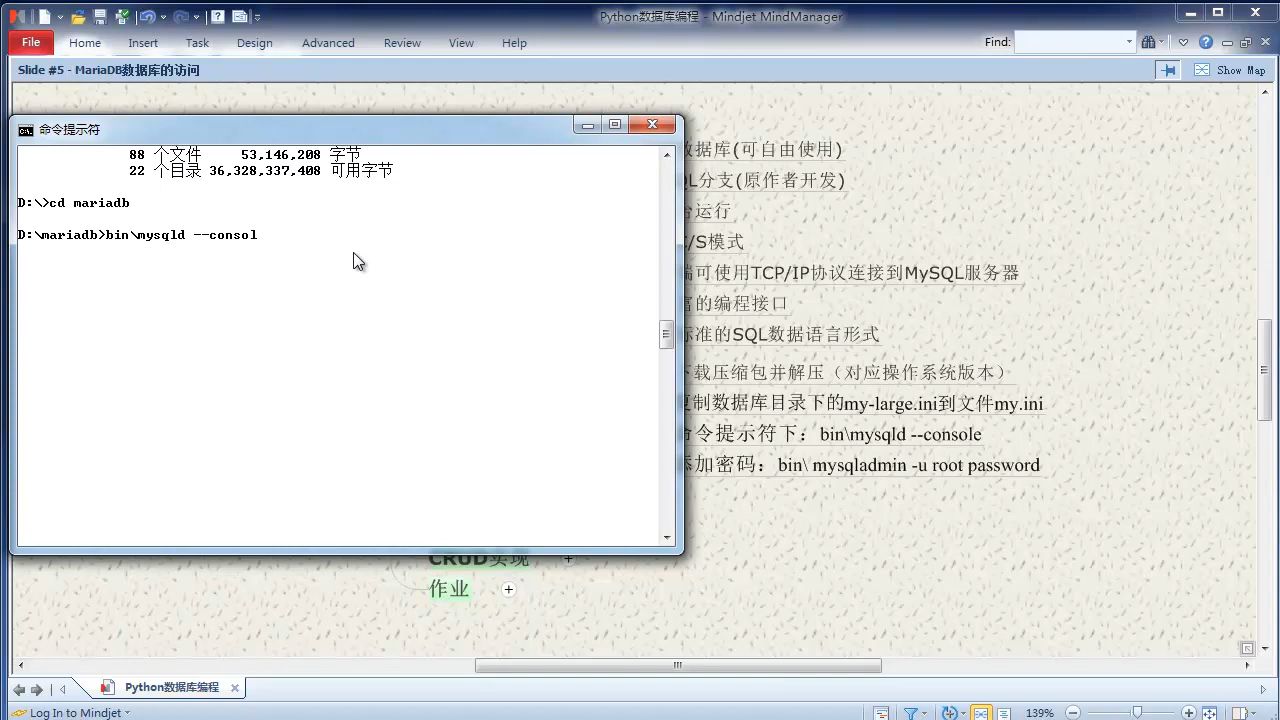 Python数据库编程 - Mindjet MindManager
File Home Insert Task Design Advanced Review View Help Find:
Slide #5 - MariaDB数据库的访问
Show Map
命令提示符
88 个文件 53,146,208 字节
22 个目录 36,328,337,408 可用字节
D:\>cd mariadb
D:\mariadb>bin\mysqld --consol
数据库(可自由使用)
QL分支(原作者开发)
台运行
C/S模式
端可使用TCP/IP协议连接到MySQL服务器
富的编程接口
标准的SQL数据语言形式
下载压缩包并解压（对应操作系统版本）
复制数据库目录下的my-large.ini到文件my.ini
命令提示符下：bin\mysqld --console
添加密码：bin\ mysqladmin -u root password
CRUD实现
作业
Python数据库编程
Log In to Mindjet
139%